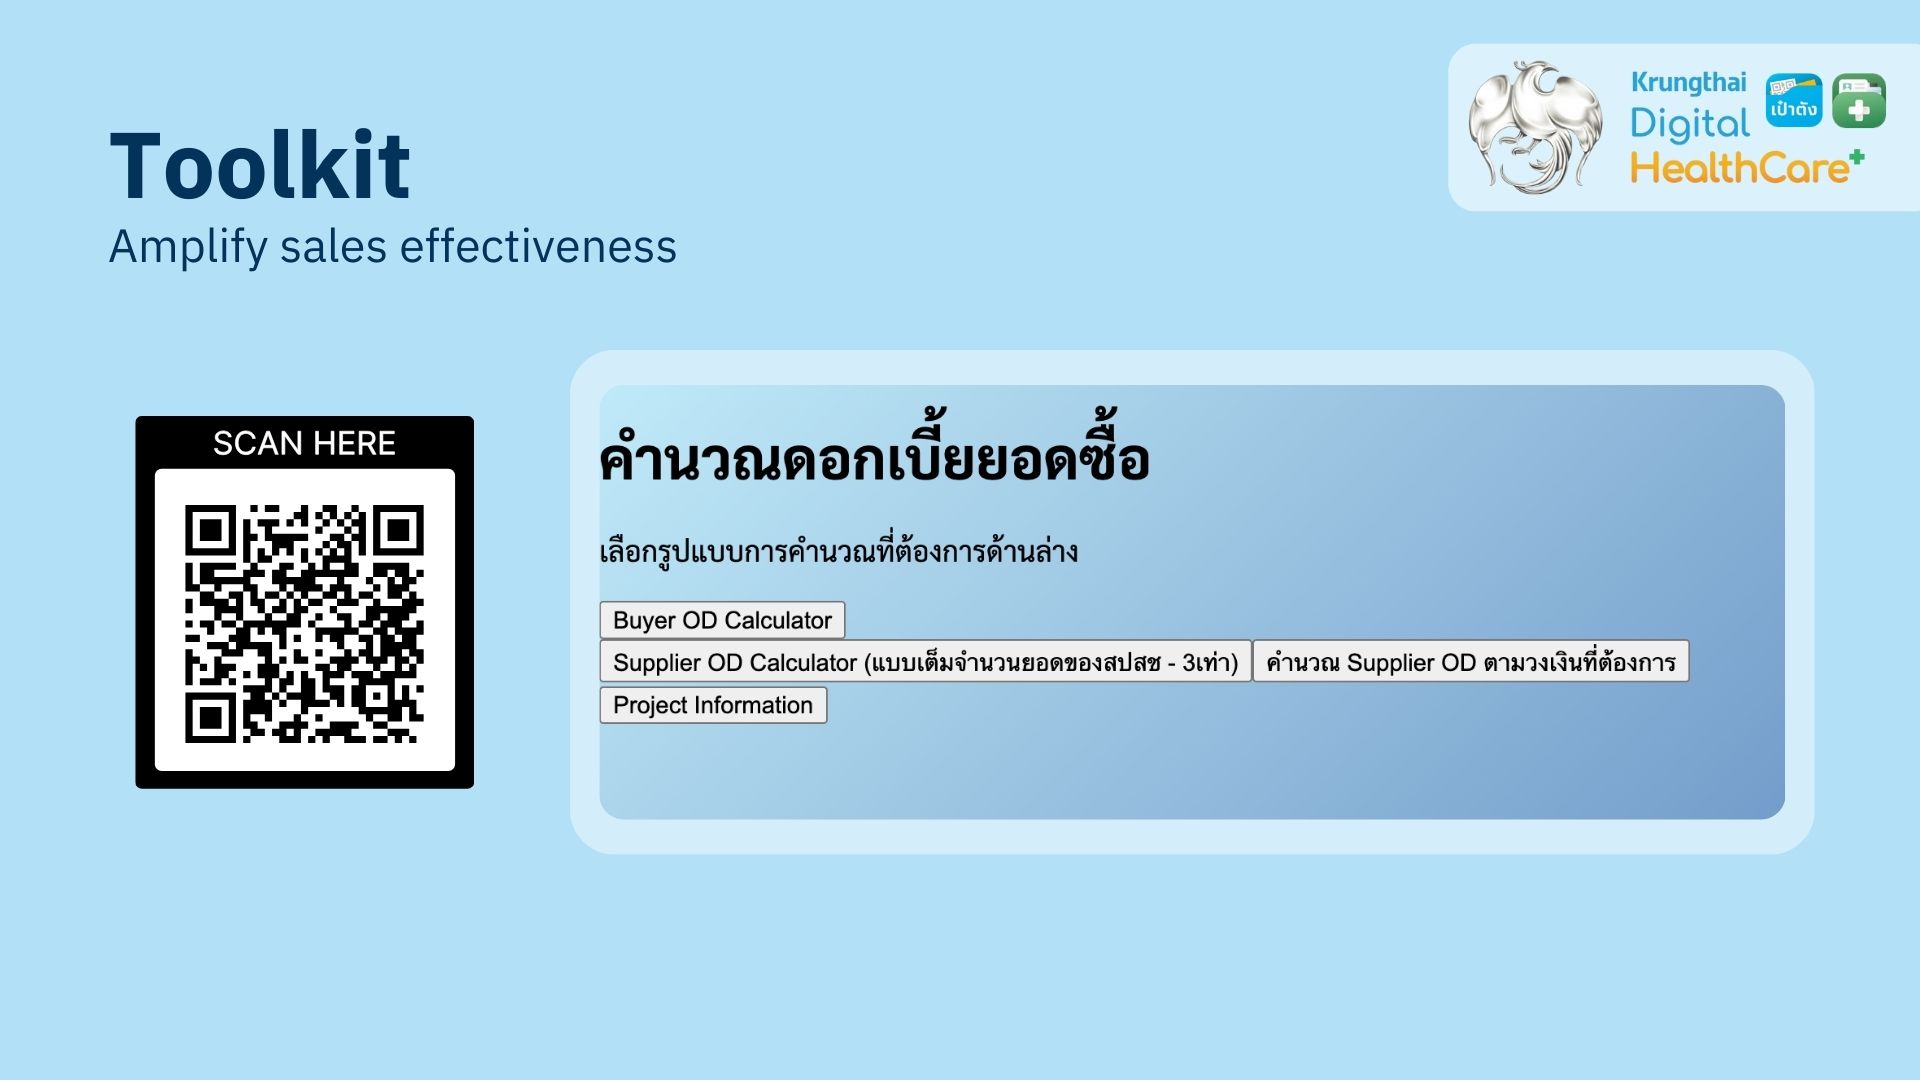 Krungthai
Digital
HealthCare+
เป๋าตัง
Toolkit
Amplify sales effectiveness
SCAN HERE
คำนวณดอกเบี้ยยอดซื้อ
เลือกรูปแบบการคำนวณที่ต้องการด้านล่าง
Buyer OD Calculator
Supplier OD Calculator (แบบเต็มจำนวนยอดของสปสช - 3เท่า) คำนวณ Supplier OD ตามวงเงินที่ต้องการ
Project Information